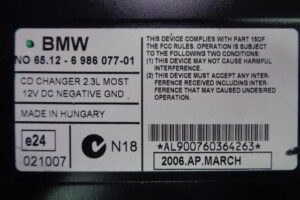 BMW
NO 65.12 - 6 986 077-01
CD CHANGER 2.3L MOST
12V DC NEGATIVE GND
MADE IN HUNGARY
e24
021007
N18
THIS DEVICE COMPLIES WITH PART 15OF
THE FCC RULES. OPERATION IS SUBJECT
TO THE FOLLOWING TWO CONDITIONS:
(1) THIS DEVICE MAY NOT CAUSE HARMFUL
INTERFERENCE.
(2) THIS DEVICE MUST ACCEPT ANY INTER-
FERENCE RECEIVED INCLUDING INTER-
FERENCE THAT MAY CAUSE UNDESIRED
OPERATION.
*AL900760364263*
2006.AP.MARCH